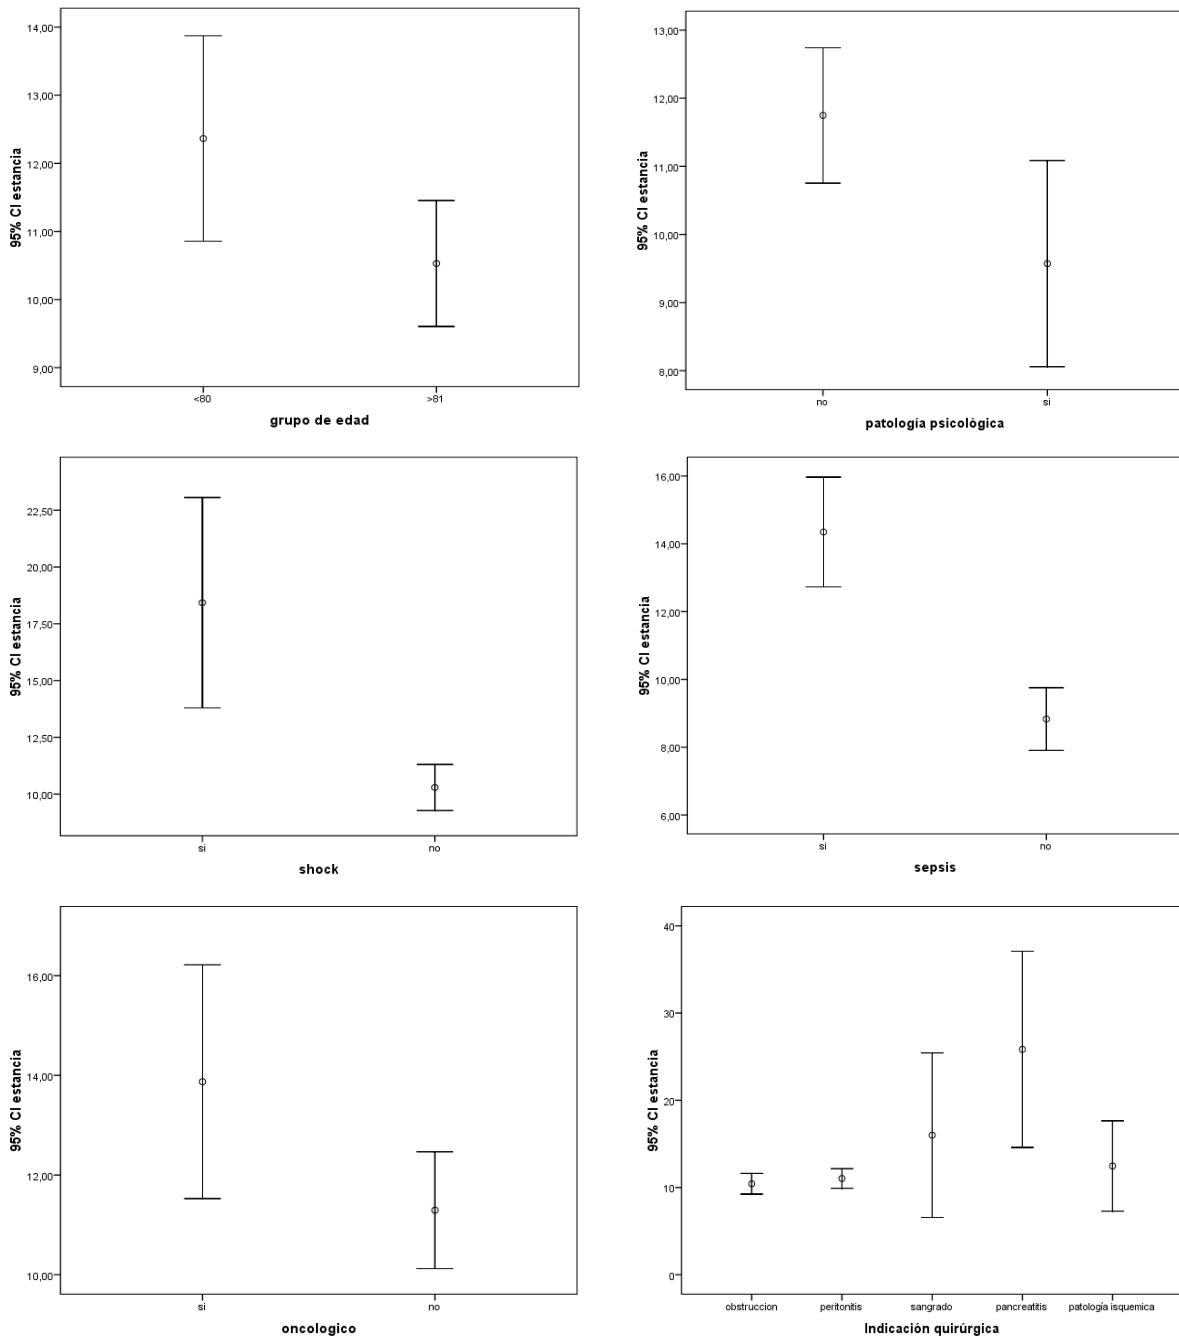 14,00
13,00
12,00
11,00
10,00
9,00
95% CI estancia
<80
>81
grupo de edad
13,00
12,00
11,00
10,00
9,00
8,00
95% CI estancia
no
si
patología psicológica
22,50
20,00
17,50
15,00
12,50
10,00
95% CI estancia
si
no
shock
16,00
14,00
12,00
10,00
8,00
6,00
95% CI estancia
si
no
sepsis
16,00
14,00
12,00
10,00
95% CI estancia
si
no
oncologico
40
30
20
10
0
95% CI estancia
obstruccion
peritonitis
sangrado
pancreatitis
patología isquemica
Indicación quirúrgica